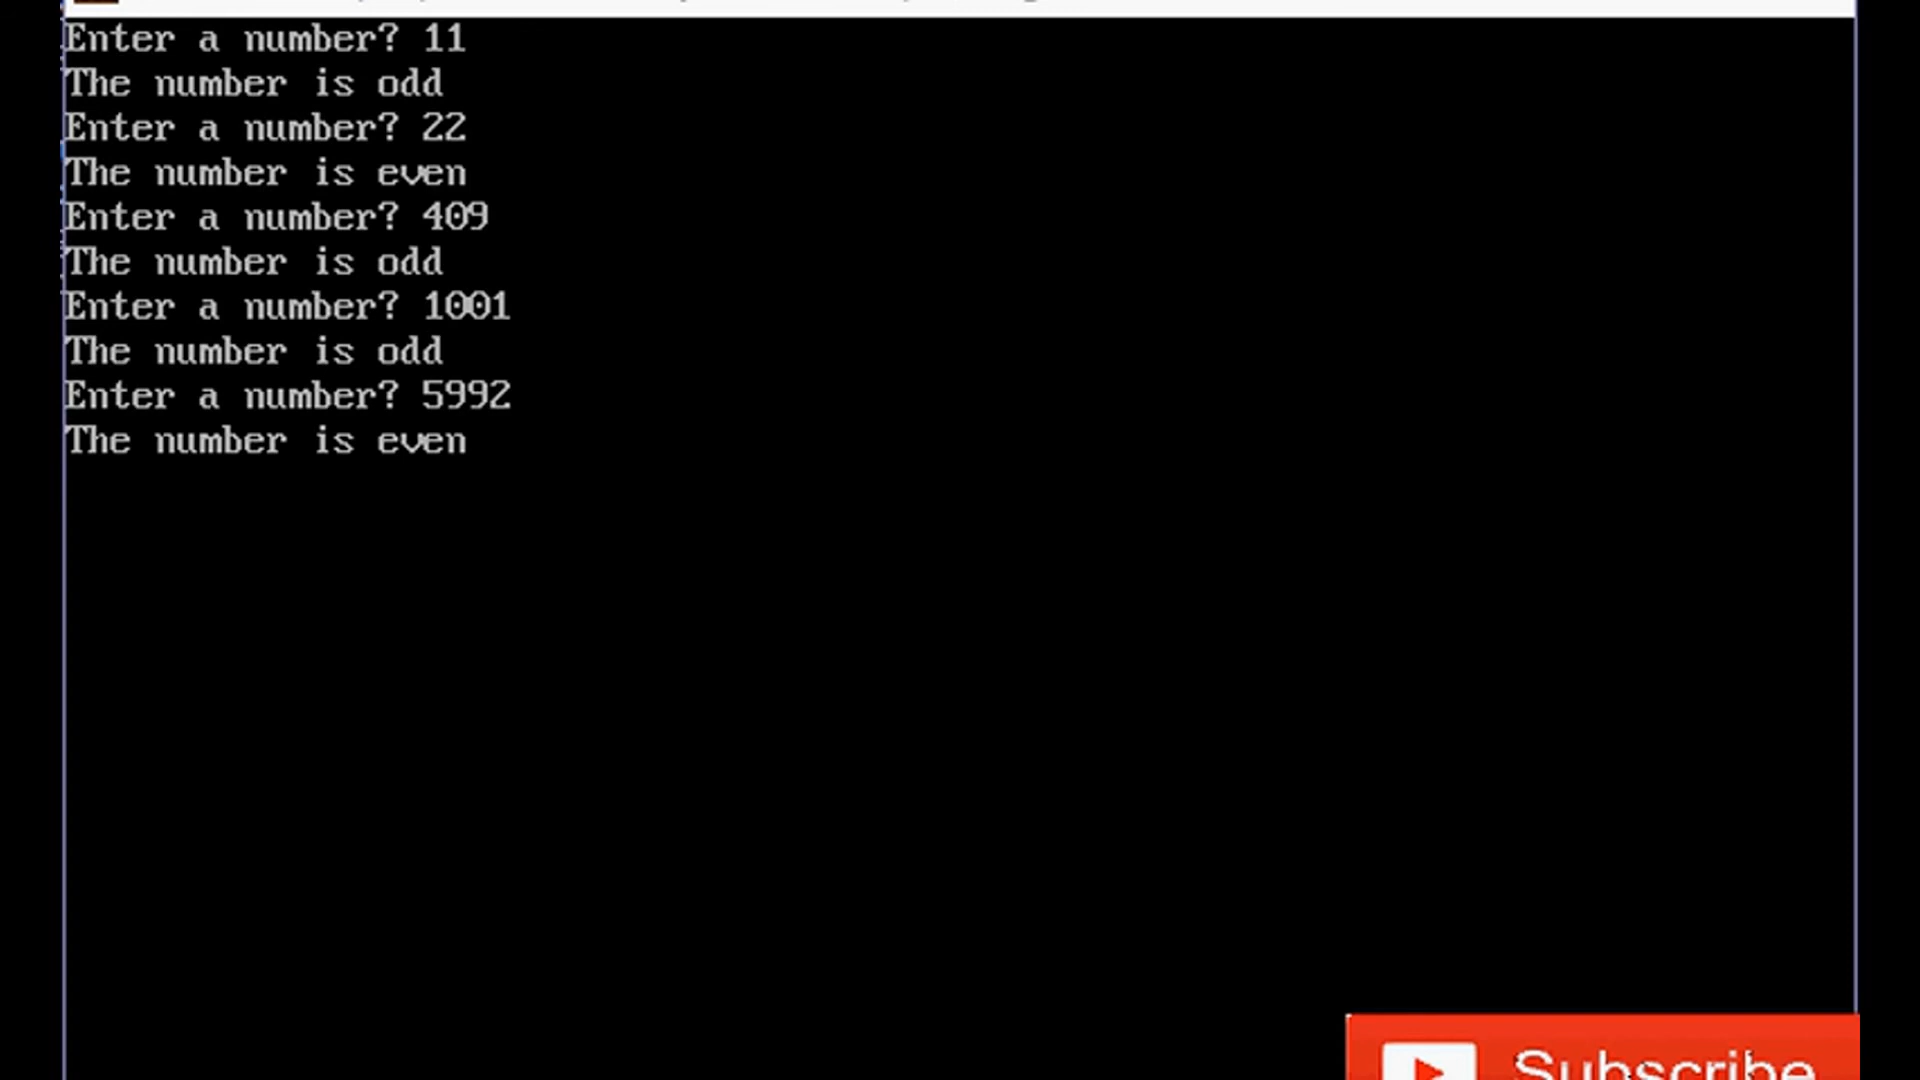 Enter a number? 11
The number is odd
Enter a number? 22
The number is even
Enter a number? 409
The number is odd
Enter a number? 1001
The number is odd
Enter a number? 5992
The number is even
Subscribe